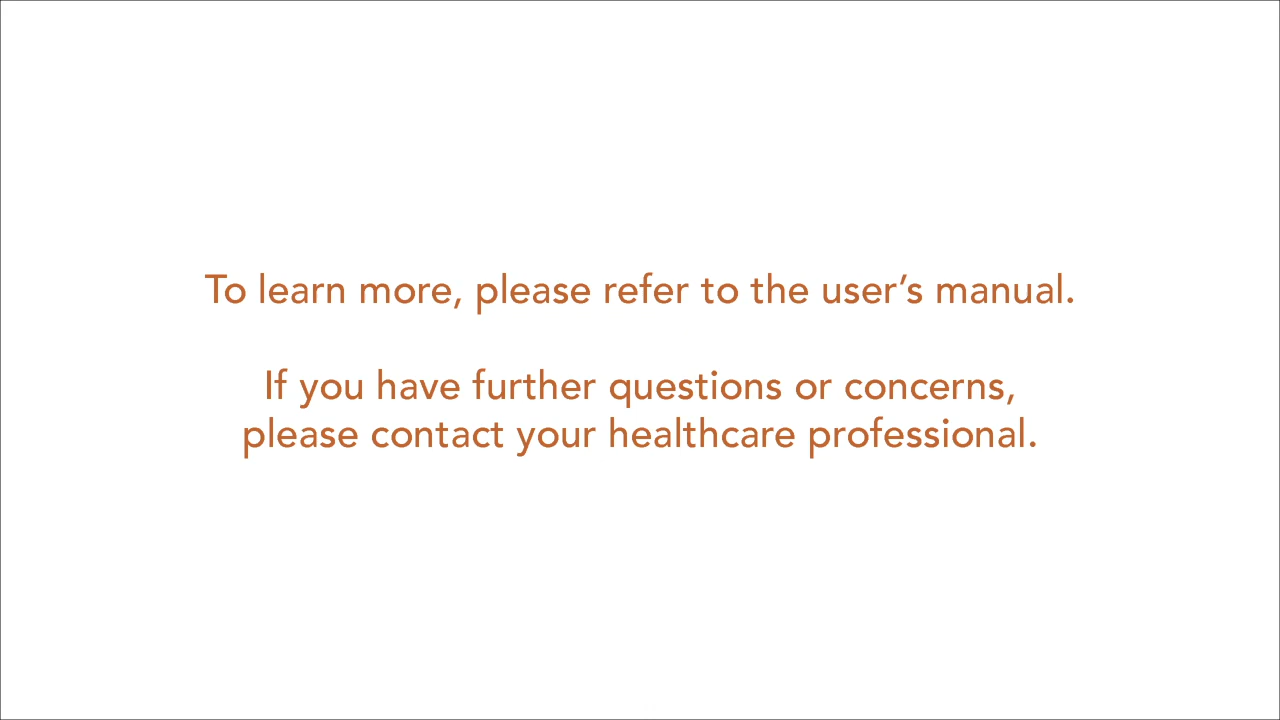 To learn more, please refer to the user’s manual.
If you have further questions or concerns,
please contact your healthcare professional.